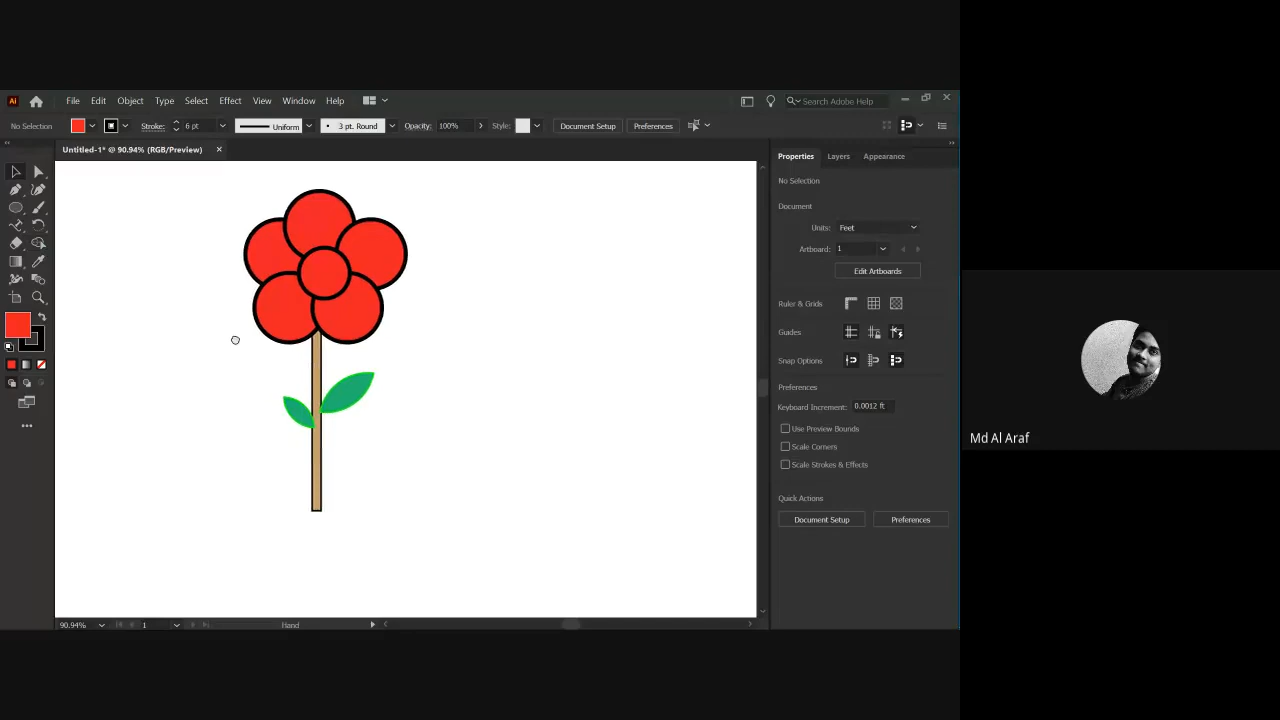 Ai File Edit Object Type Select Effect View Window Help Search Adobe Help
No Selection Stroke: 6 pt Uniform 3 pt. Round Opacity: 100% Style: Document Setup Preferences
Untitled-1* @ 90.94% (RGB/Preview) ×
Properties Layers Appearance
No Selection
Document
Units: Feet
Artboard: 1
Edit Artboards
Ruler & Grids
Guides
Snap Options
Preferences
Keyboard Increment: 0.0012 ft
Use Preview Bounds
Scale Corners
Scale Strokes & Effects
Quick Actions
Document Setup Preferences
90.94% 1 Hand
Md Al Araf